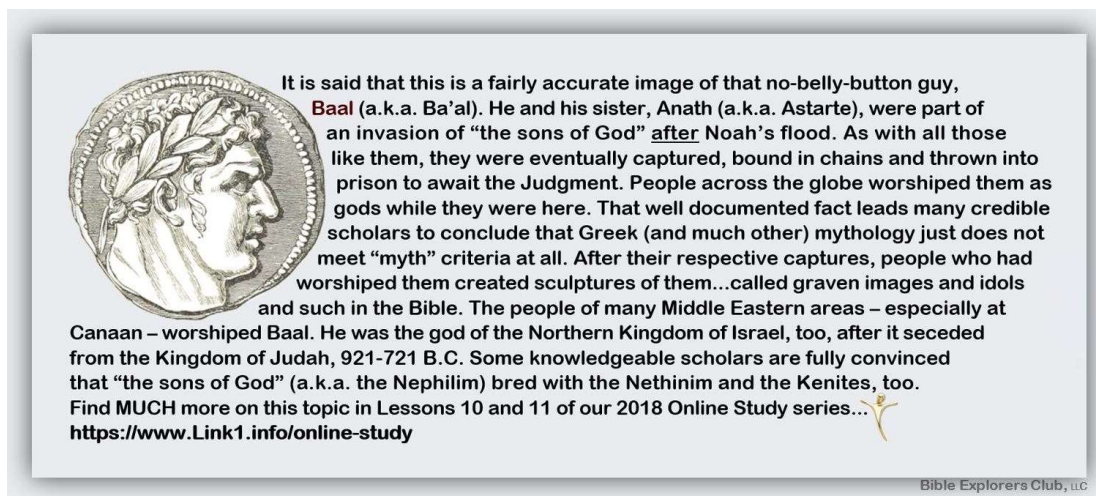 It is said that this is a fairly accurate image of that no-belly-button guy,
Baal (a.k.a. Ba’al). He and his sister, Anath (a.k.a. Astarte), were part of
an invasion of “the sons of God” after Noah’s flood. As with all those
like them, they were eventually captured, bound in chains and thrown into
prison to await the Judgment. People across the globe worshiped them as
gods while they were here. That well documented fact leads many credible
scholars to conclude that Greek (and much other) mythology just does not
meet “myth” criteria at all. After their respective captures, people who had
worshiped them created sculptures of them...called graven images and idols
and such in the Bible. The people of many Middle Eastern areas – especially at
Canaan – worshiped Baal. He was the god of the Northern Kingdom of Israel, too, after it seceded
from the Kingdom of Judah, 921-721 B.C. Some knowledgeable scholars are fully convinced
that “the sons of God” (a.k.a. the Nephilim) bred with the Nethinim and the Kenites, too.
Find MUCH more on this topic in Lessons 10 and 11 of our 2018 Online Study series...
https://www.Link1.info/online-study
Bible Explorers Club, LLC